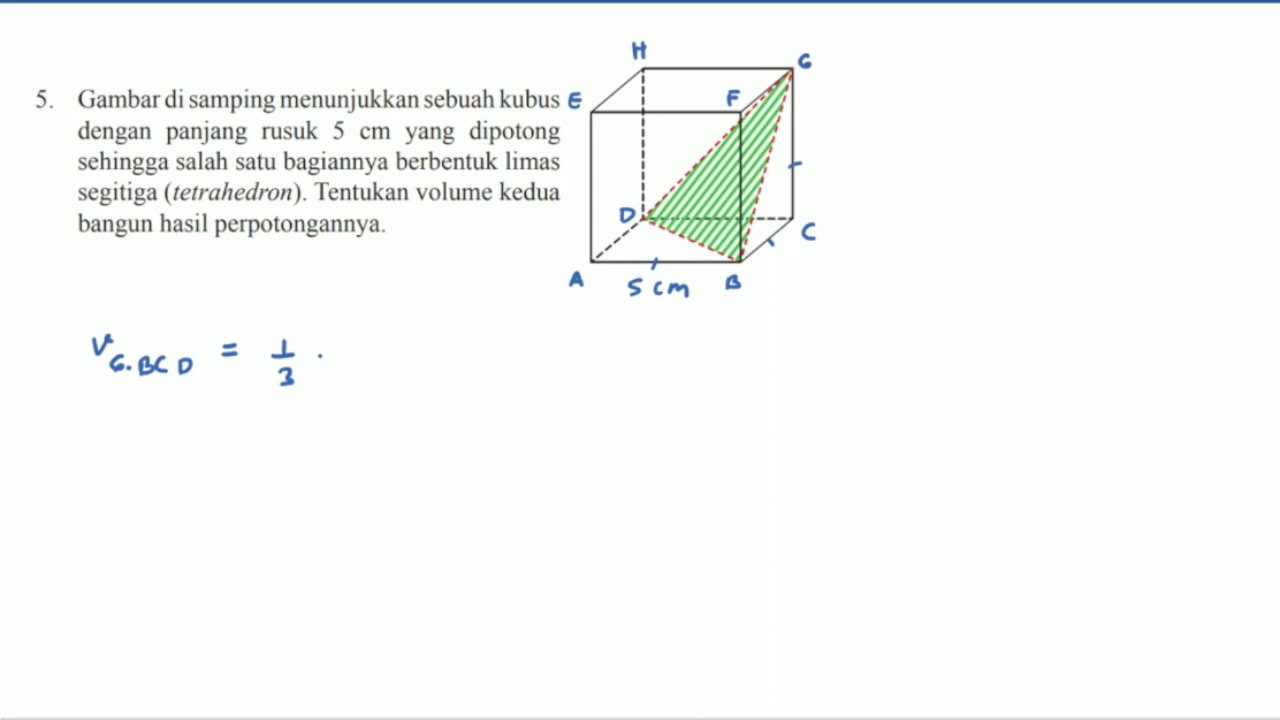 5. Gambar di samping menunjukkan sebuah kubus
dengan panjang rusuk 5 cm yang dipotong
sehingga salah satu bagiannya berbentuk limas
segitiga (tetrahedron). Tentukan volume kedua
bangun hasil perpotongannya.
H
G
E
F
D
C
A
5 cm
B
V G.BCD = 1/3 .